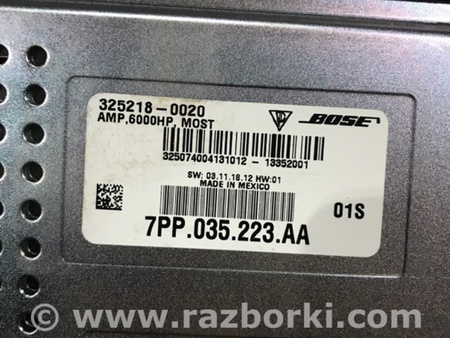 325218-0020
AMP,6000HP, MOST
BOSE
325074004131012 - 13352001
SW: 03.11.18.12 HW:01
MADE IN MEXICO
01S
7PP.035.223.AA
www.razborki.com